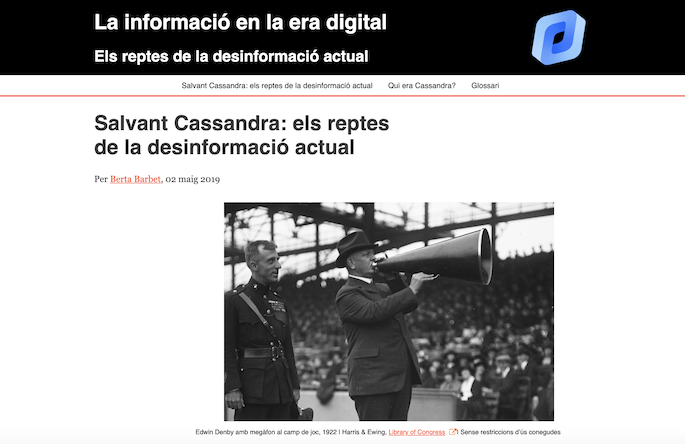 La informació en la era digital
Els reptes de la desinformació actual
Salvant Cassandra: els reptes de la desinformació actual Qui era Cassandra? Glossari
Salvant Cassandra: els reptes
de la desinformació actual
Per Berta Barbet, 02 maig 2019
Edwin Denby amb megàfon al camp de joc, 1922 | Harris & Ewing, Library of Congress | Sense restriccions d'ús conegudes